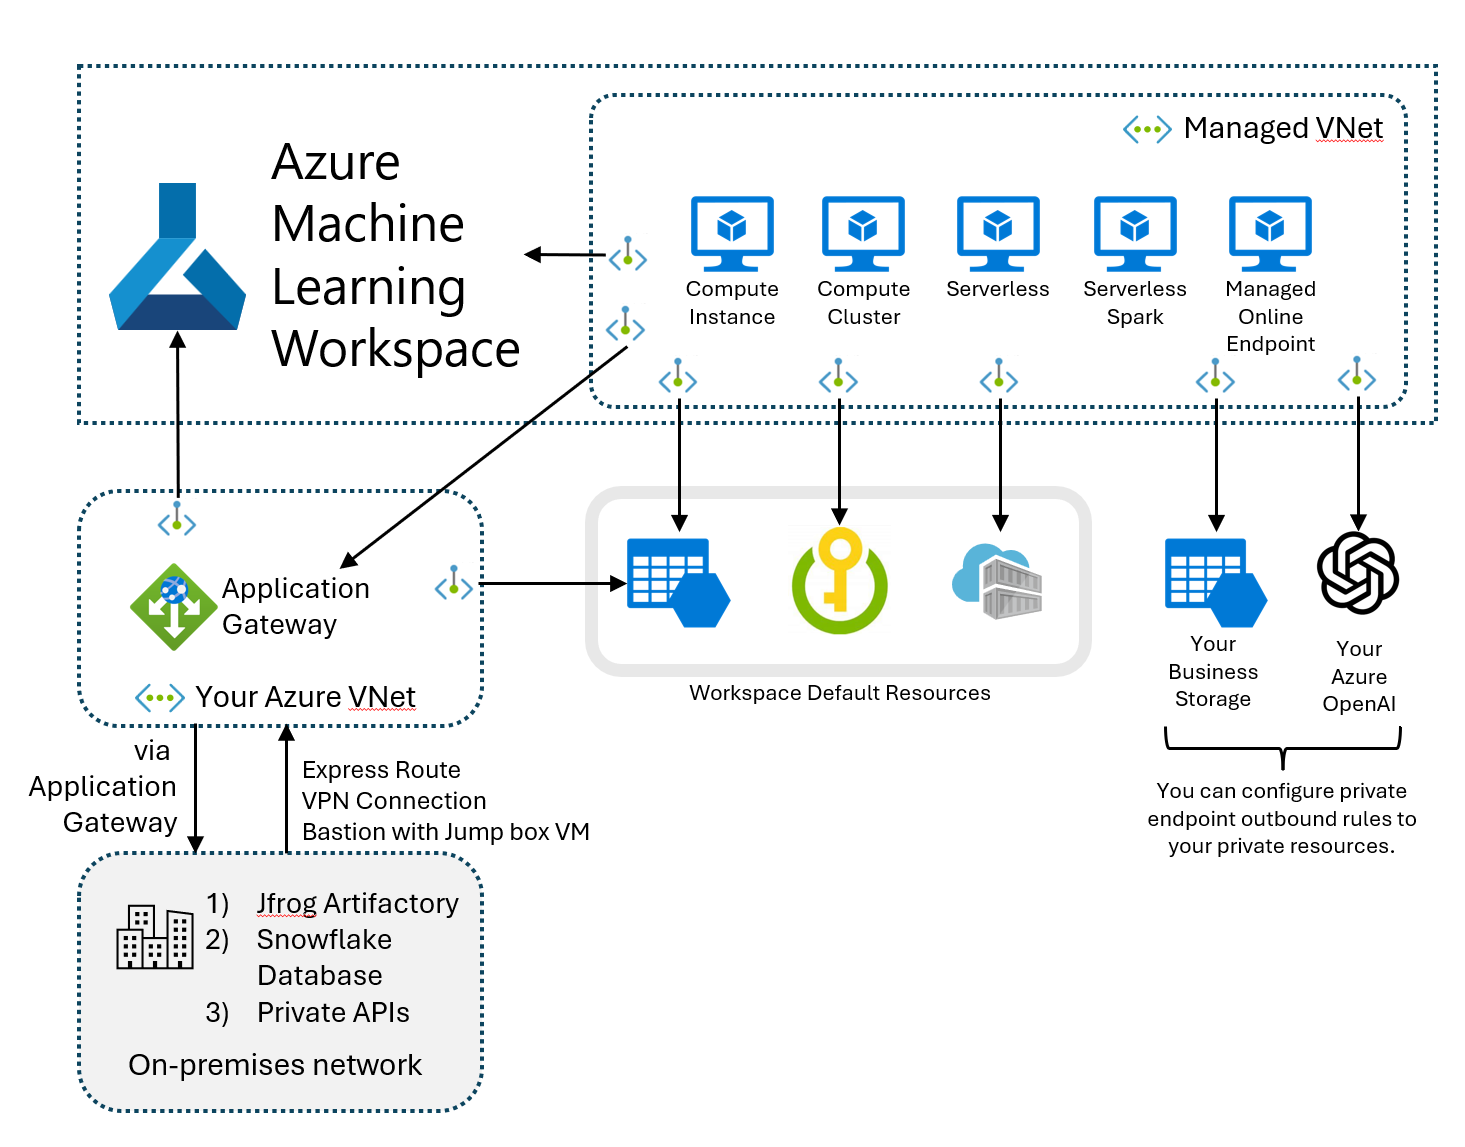 Managed VNet
Azure
Machine
Learning
Workspace
Compute
Instance
Compute
Cluster
Serverless
Serverless
Spark
Managed
Online
Endpoint
Application
Gateway
Your Azure VNet
Workspace Default Resources
Your
Business
Storage
Your
Azure
OpenAI
You can configure private
endpoint outbound rules to
your private resources.
via
Application
Gateway
Express Route
VPN Connection
Bastion with Jump box VM
1) Jfrog Artifactory
2) Snowflake
Database
3) Private APIs
On-premises network